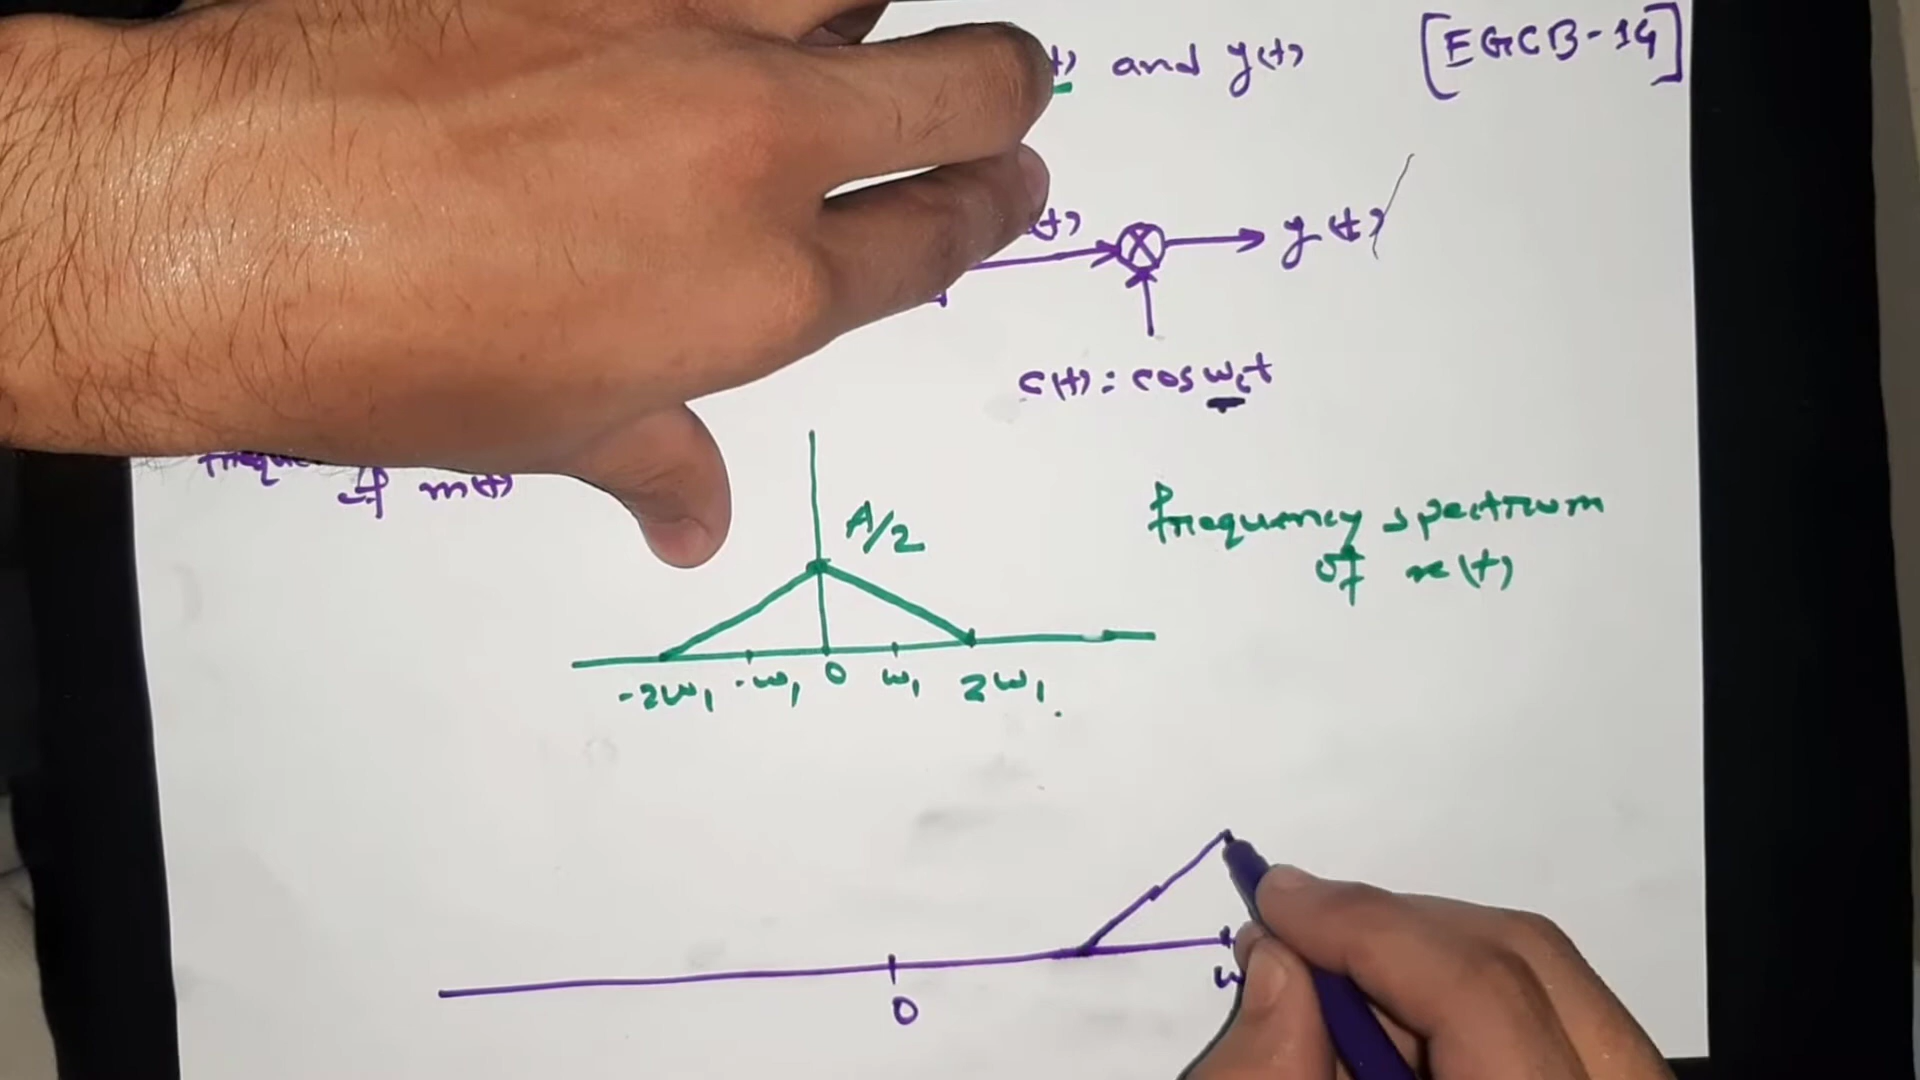 and y(t) [EGCB-14]
(t) y(t)
c(t): cos ωct
of m(t)
A/2
frequency spectrum
of x(t)
-2ω1 -ω1 0 ω1 2ω1.
0 ω